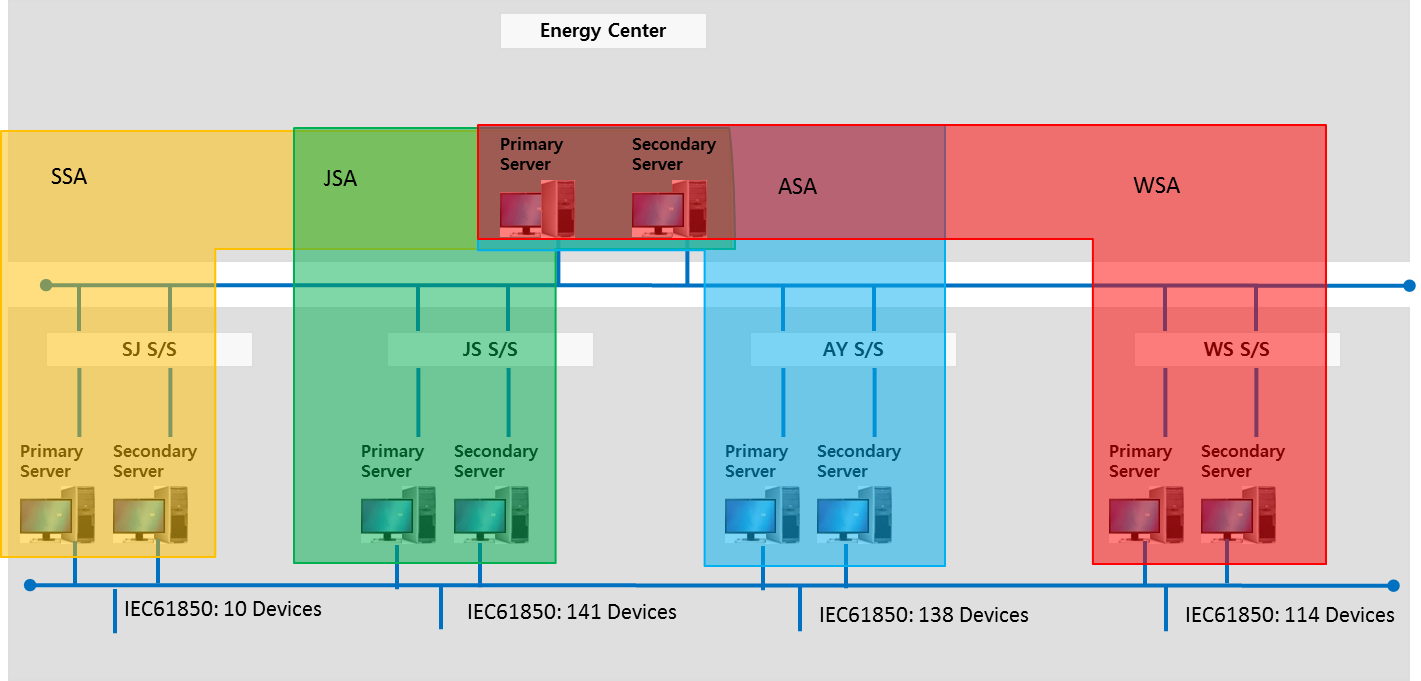 Energy Center
Primary
Server
Secondary
Server
SSA
JSA
ASA
WSA
SJ S/S
JS S/S
AY S/S
WS S/S
Primary
Server
Secondary
Server
Primary
Server
Secondary
Server
Primary
Server
Secondary
Server
Primary
Server
Secondary
Server
IEC61850: 10 Devices
IEC61850: 141 Devices
IEC61850: 138 Devices
IEC61850: 114 Devices